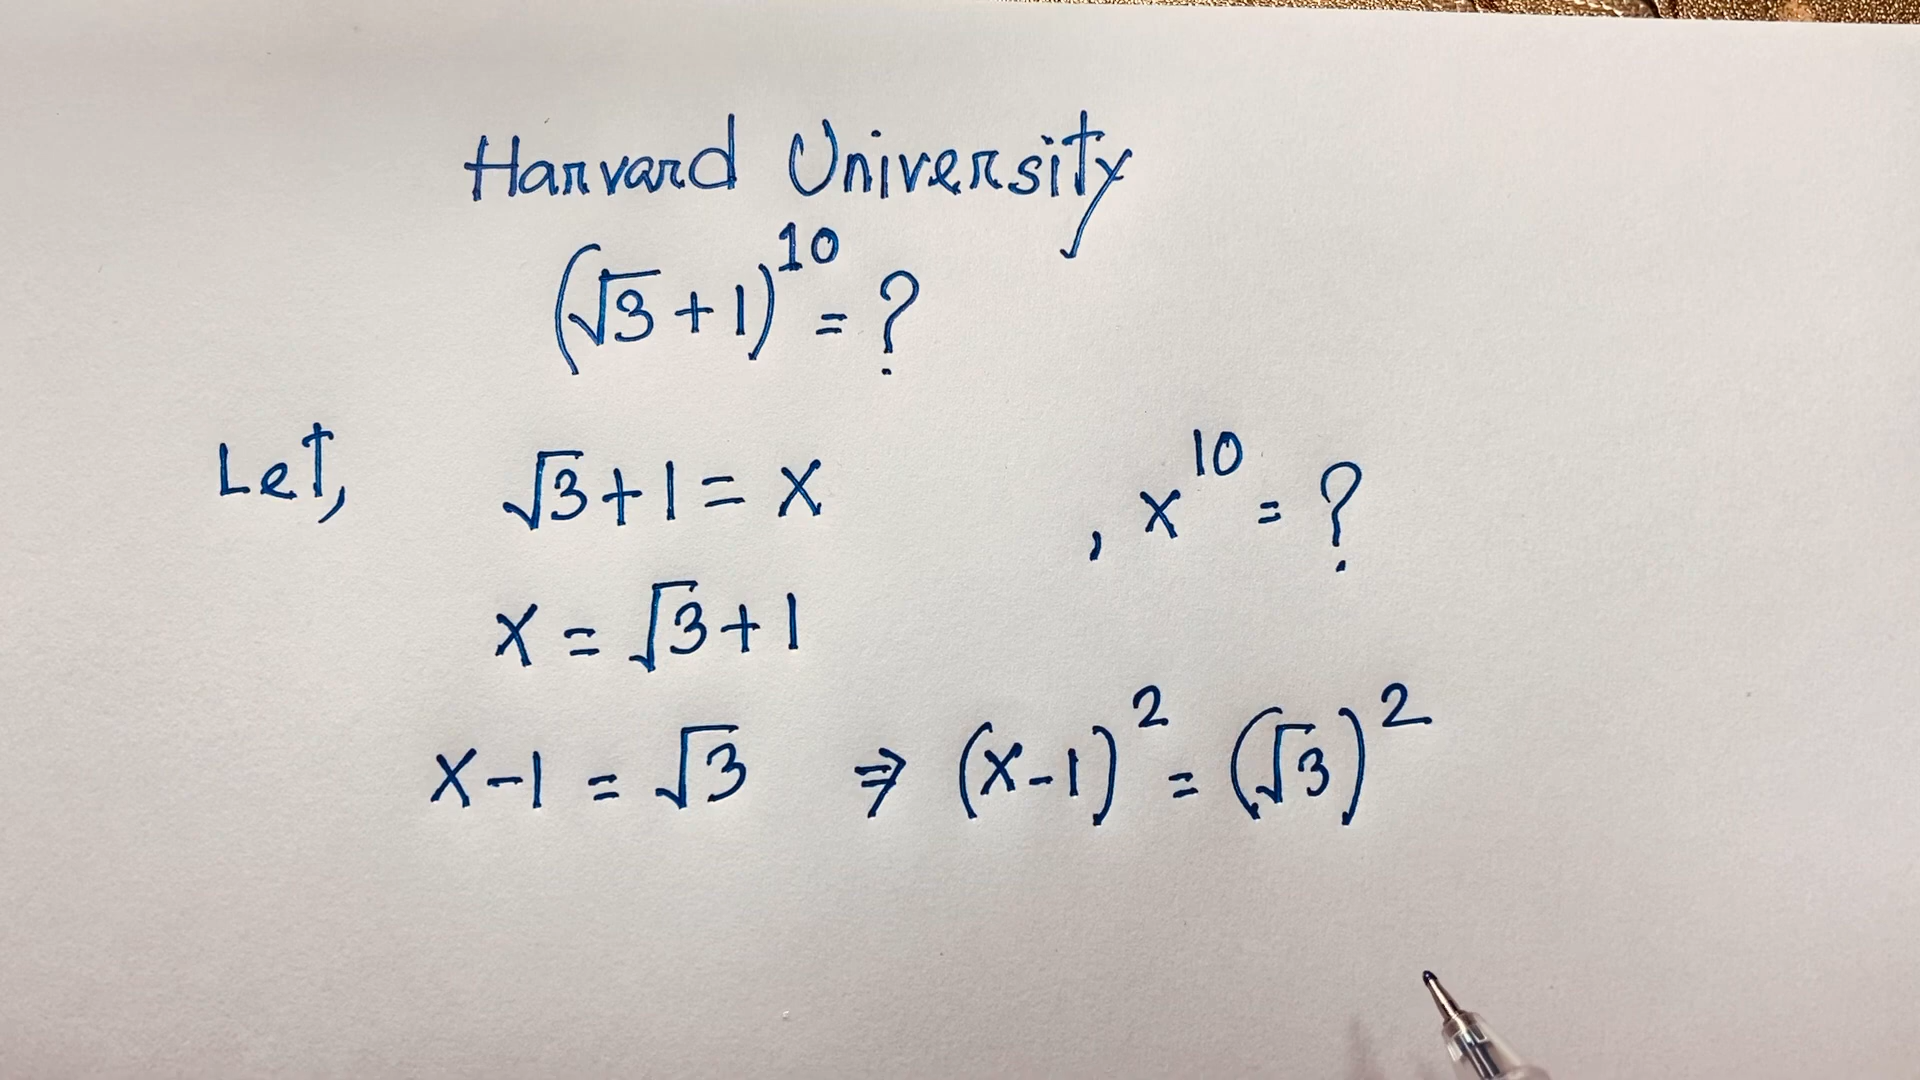 Harvard University
(√3+1)^10 = ?
Let, √3+1 = x , x^10 = ?
x = √3+1
x-1 = √3 ⇒ (x-1)^2 = (√3)^2